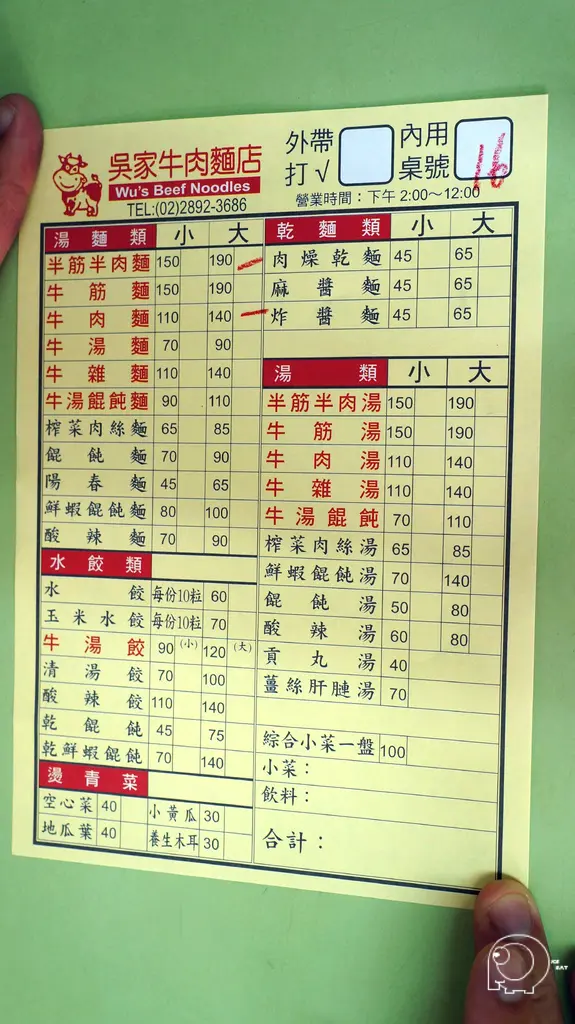 吳家牛肉麵店
Wu's Beef Noodles
TEL:(02)2892-3686
外帶打√
內用桌號 16
營業時間：下午 2:00～12:00
湯麵類 小 大
半筋半肉麵 150 190
牛筋麵 150 190
牛肉麵 110 140
牛湯麵 70 90
牛雜麵 110 140
牛湯餛飩麵 90 110
榨菜肉絲麵 65 85
餛飩麵 70 90
陽春麵 45 65
鮮蝦餛飩麵 80 100
酸辣麵 70 90
水餃類
水餃 每份10粒 60
玉米水餃 每份10粒 70
牛湯餃 90 (小) 120 (大)
清湯餃 70 100
酸辣餃 110 140
乾餛飩 45 75
乾鮮蝦餛飩 70 140
燙青菜
空心菜 40 小黃瓜 30
地瓜葉 40 養生木耳 30
乾麵類 小 大
肉燥乾麵 45 65
麻醬麵 45 65
炸醬麵 45 65
湯類 小 大
半筋半肉湯 150 190
牛筋湯 150 190
牛肉湯 110 140
牛雜湯 110 140
牛湯餛飩 70 110
榨菜肉絲湯 65 85
鮮蝦餛飩湯 70 140
餛飩湯 50 80
酸辣湯 60 80
貢丸湯 40
薑絲肝腱湯 70
綜合小菜一盤 100
小菜：
飲料：
合計：